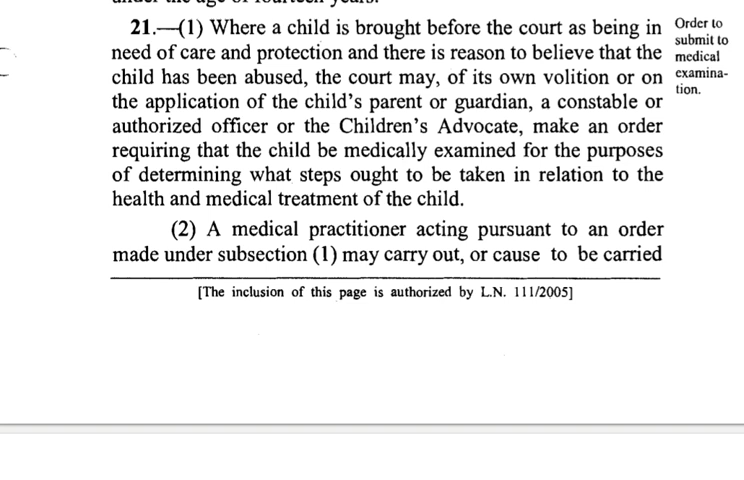 under the age of fourteen years.
21.—(1) Where a child is brought before the court as being in
need of care and protection and there is reason to believe that the
child has been abused, the court may, of its own volition or on
the application of the child's parent or guardian, a constable or
authorized officer or the Children's Advocate, make an order
requiring that the child be medically examined for the purposes
of determining what steps ought to be taken in relation to the
health and medical treatment of the child.
Order to
submit to
medical
examina-
tion.
(2) A medical practitioner acting pursuant to an order
made under subsection (1) may carry out, or cause to be carried
[The inclusion of this page is authorized by L.N. 111/2005]